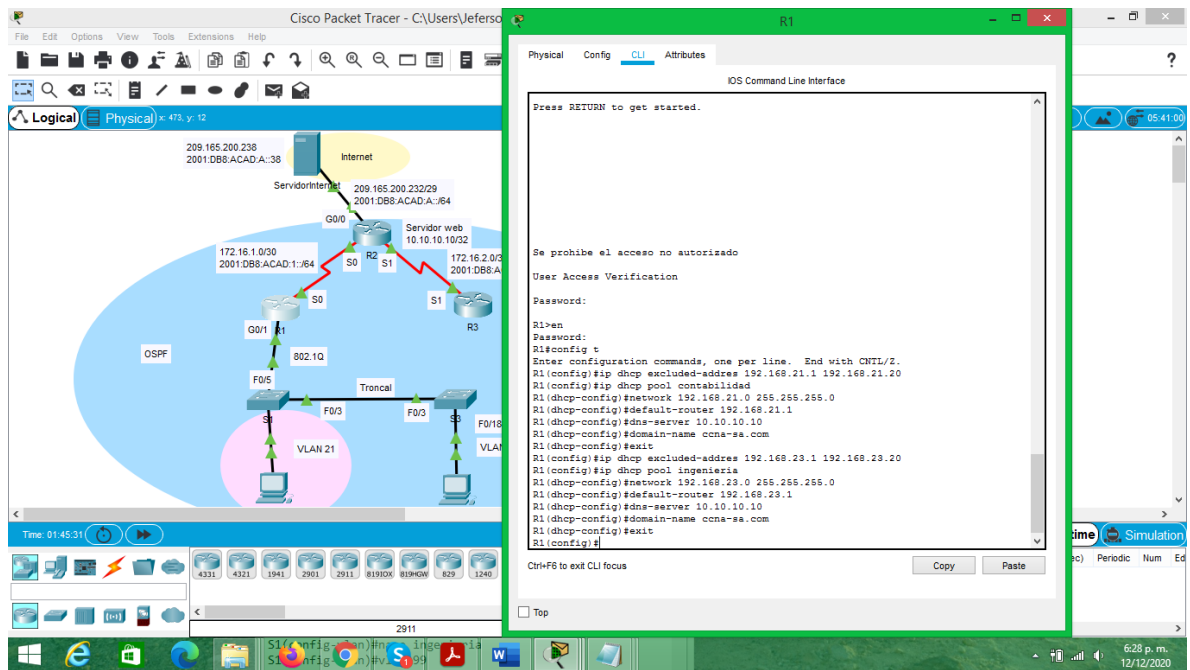 Cisco Packet Tracer - C:\Users\Jeferso
File Edit Options View Tools Extensions Help
Logical
Physical
x: 473, y: 12
05:41:00
209.165.200.238
2001:DB8:ACAD:A::38
Internet
ServidorInternet
209.165.200.232/29
2001:DB8:ACAD:A::/64
G0/0
Servidor web
10.10.10.10/32
172.16.1.0/30
2001:DB8:ACAD:1::/64
S0
R2
S1
172.16.2.0/3
2001:DB8:A
S0
S1
G0/1
R1
R3
OSPF
802.1Q
F0/5
Troncal
F0/3
F0/3
S1
S3
F0/18
VLAN 21
VLA
Time: 01:45:31
4331 4321 1941 2901 2911 819IOX 819HGW 829 1240
2911
R1
Physical Config CLI Attributes
IOS Command Line Interface
Press RETURN to get started.
Se prohibe el acceso no autorizado
User Access Verification
Password:
R1>en
Password:
R1#config t
Enter configuration commands, one per line. End with CNTL/Z.
R1(config)#ip dhcp excluded-addres 192.168.21.1 192.168.21.20
R1(config)#ip dhcp pool contabilidad
R1(dhcp-config)#network 192.168.21.0 255.255.255.0
R1(dhcp-config)#default-router 192.168.21.1
R1(dhcp-config)#dns-server 10.10.10.10
R1(dhcp-config)#domain-name ccna-sa.com
R1(dhcp-config)#exit
R1(config)#ip dhcp excluded-addres 192.168.23.1 192.168.23.20
R1(config)#ip dhcp pool ingenieria
R1(dhcp-config)#network 192.168.23.0 255.255.255.0
R1(dhcp-config)#default-router 192.168.23.1
R1(dhcp-config)#dns-server 10.10.10.10
R1(dhcp-config)#domain-name ccna-sa.com
R1(dhcp-config)#exit
R1(config)#
Ctrl+F6 to exit CLI focus
Copy
Paste
Top
?
time
Simulation
ec) Periodic Num Ed
6:28 p. m.
12/12/2020